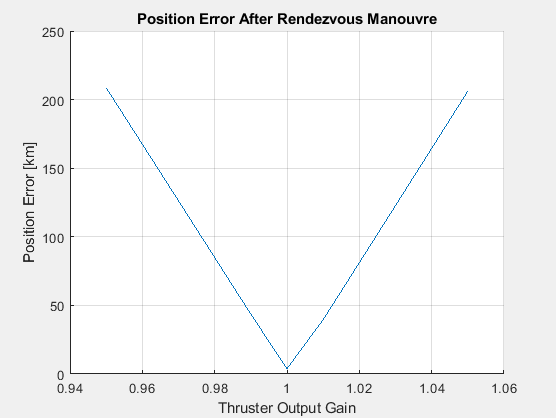 Position Error After Rendezvous Manouvre
250
200
150
100
50
0
Position Error [km]
0.94 0.96 0.98 1 1.02 1.04 1.06
Thruster Output Gain